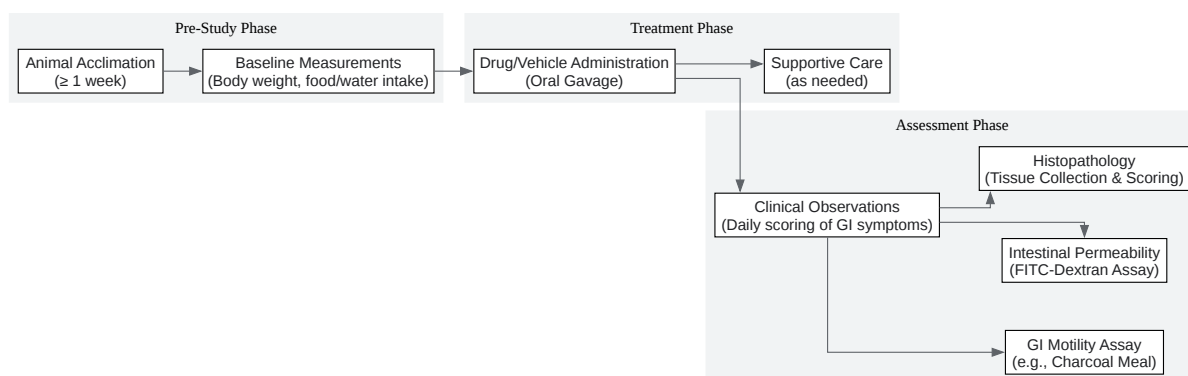 Pre-Study Phase
Animal Acclimation
(≥ 1 week)
Baseline Measurements
(Body weight, food/water intake)
Treatment Phase
Drug/Vehicle Administration
(Oral Gavage)
Supportive Care
(as needed)
Assessment Phase
Clinical Observations
(Daily scoring of GI symptoms)
Histopathology
(Tissue Collection & Scoring)
Intestinal Permeability
(FITC-Dextran Assay)
GI Motility Assay
(e.g., Charcoal Meal)